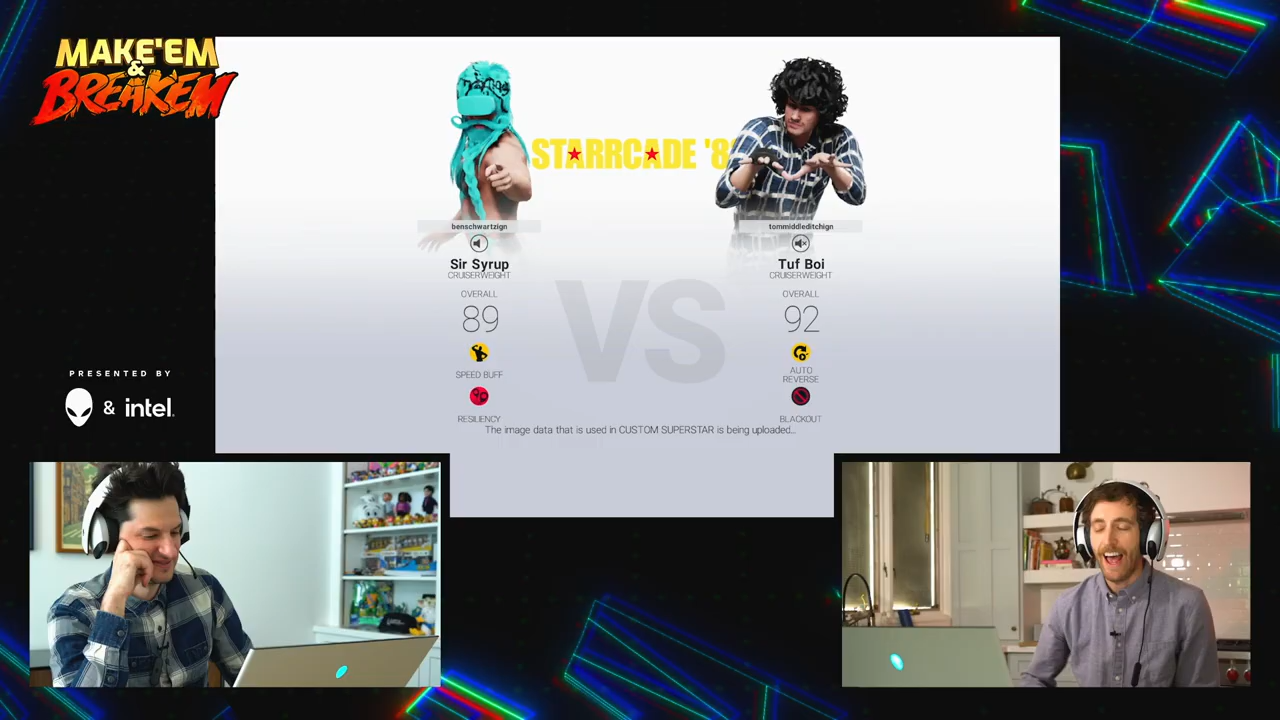 MAKE'EM
&
BREAKEM
STARRCADE '8
benschwartzign
tommiddleditchign
Sir Syrup
CRUISERWEIGHT
Tuf Boi
CRUISERWEIGHT
OVERALL
89
OVERALL
92
VS
SPEED BUFF
AUTO
REVERSE
RESILIENCY
BLACKOUT
The image data that is used in CUSTOM SUPERSTAR is being uploaded...
PRESENTED BY
& intel.